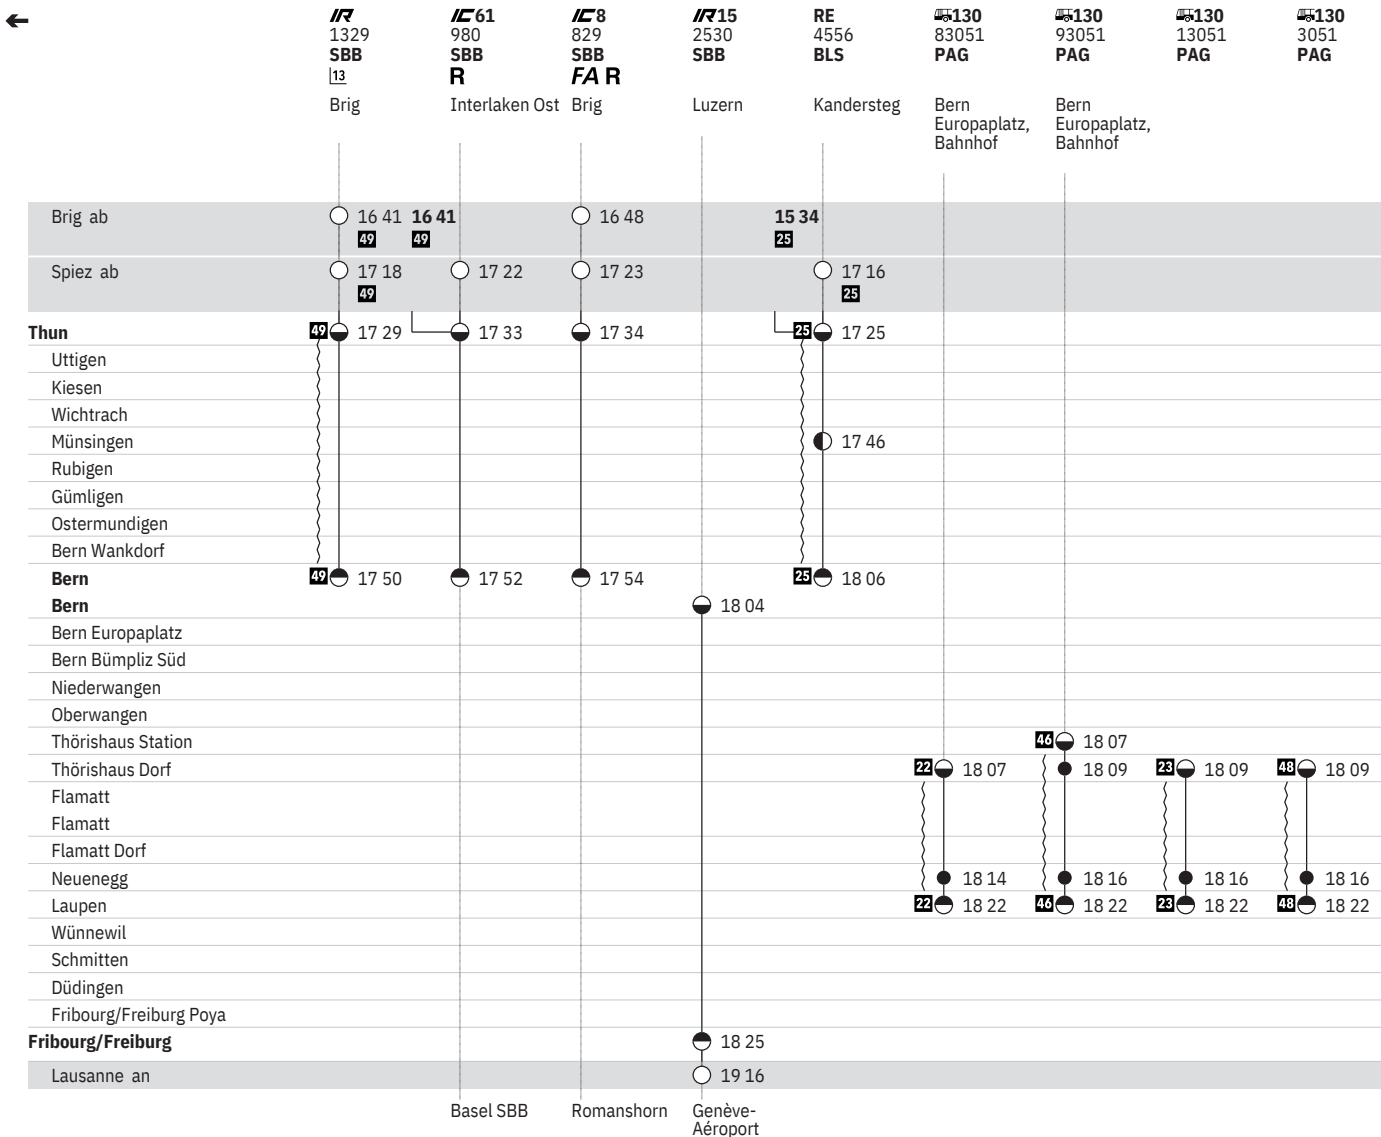 IR IC61 IC8 IR15 RE 130 130 130 130
1329 980 829 2530 4556 83051 93051 13051 3051
SBB SBB SBB SBB BLS PAG PAG PAG PAG
13 R FA R
Brig Interlaken Ost Brig Luzern Kandersteg Bern Bern
Europaplatz, Europaplatz,
Bahnhof Bahnhof
Brig ab 16 41 16 41 16 48 15 34
49 49 25
Spiez ab 17 18 17 22 17 23 17 16
49 25
Thun 49 17 29 17 33 17 34 25 17 25
Uttigen
Kiesen
Wichtrach
Münsingen 17 46
Rubigen
Gümligen
Ostermundigen
Bern Wankdorf
Bern 49 17 50 17 52 17 54 25 18 06
Bern 18 04
Bern Europaplatz
Bern Bümpliz Süd
Niederwangen
Oberwangen
Thörishaus Station 46 18 07
Thörishaus Dorf 22 18 07 18 09 23 18 09 48 18 09
Flamatt
Flamatt
Flamatt Dorf
Neuenegg 18 14 18 16 18 16 18 16
Laupen 22 18 22 46 18 22 23 18 22 48 18 22
Wünnewil
Schmitten
Düdingen
Fribourg/Freiburg Poya
Fribourg/Freiburg 18 25
Lausanne an 19 16
Basel SBB Romanshorn Genève-
Aéroport